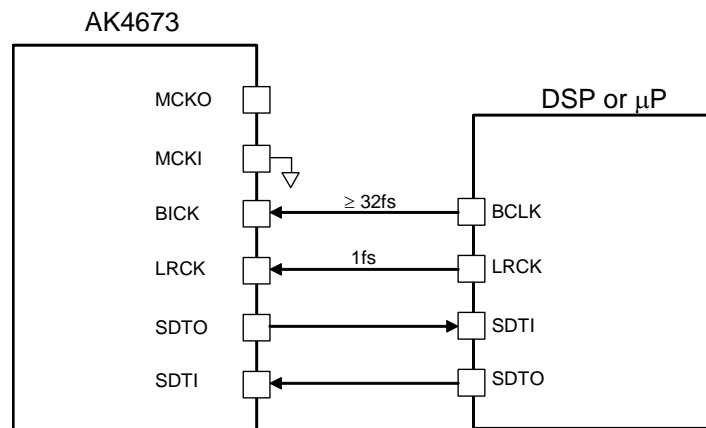 AK4673
DSP or μP
MCKO
MCKI
BICK
≥ 32fs
BCLK
LRCK
1fs
LRCK
SDTO
SDTI
SDTI
SDTO